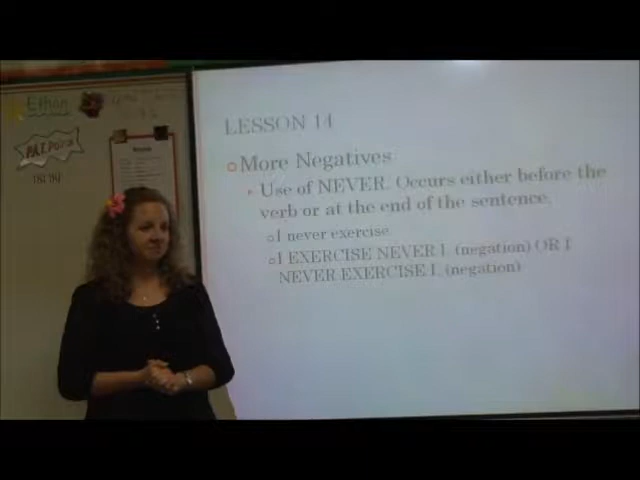 Ethan
P.A.T. Points
LESSON 14
More Negatives
Use of NEVER. Occurs either before the
verb or at the end of the sentence.
I never exercise
I EXERCISE NEVER I. (negation) OR I
NEVER EXERCISE I. (negation)